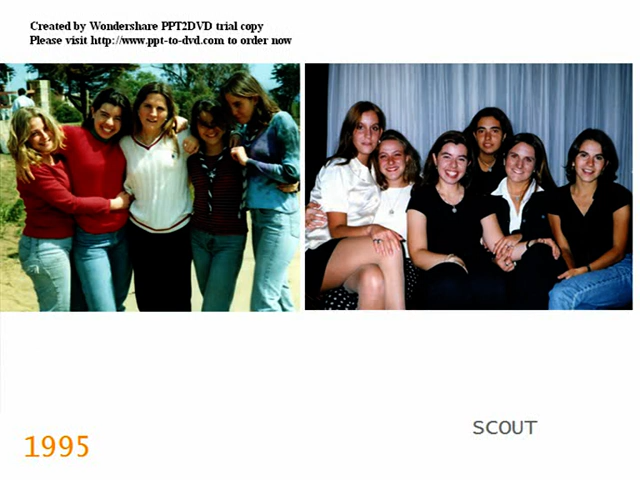 Created by Wondershare PPT2DVD trial copy
Please visit http://www.ppt-to-dvd.com to order now
SCOUT
1995